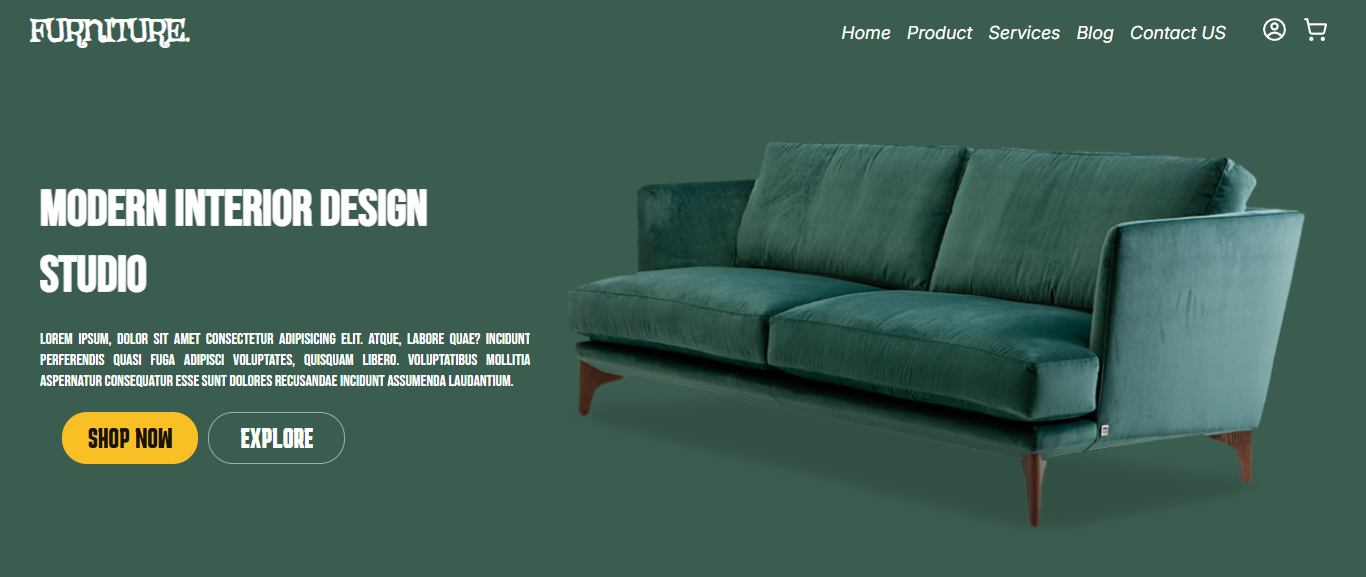 FURNITURE.
Home Product Services Blog Contact US
MODERN INTERIOR DESIGN
STUDIO
LOREM IPSUM, DOLOR SIT AMET CONSECTETUR ADIPISICING ELIT. ATQUE, LABORE QUAE? INCIDUNT
PERFERENDIS QUASI FUGA ADIPISCI VOLUPTATES, QUISQUAM LIBERO. VOLUPTATIBUS MOLLITIA
ASPERNATUR CONSEQUATUR ESSE SUNT DOLORES RECUSANDAE INCIDUNT ASSUMENDA LAUDANTIUM.
SHOP NOW EXPLORE